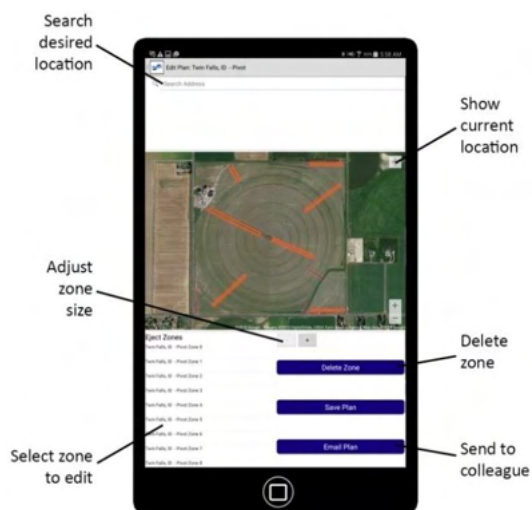 Search
desired
location
5:58 AM
Edit Plan: Twin Falls, ID - Pivot
Search Address
Show
current
location
Adjust
zone
size
Eject Zones
Twin Falls, ID - Pivot Zone 0
Twin Falls, ID - Pivot Zone 1
Twin Falls, ID - Pivot Zone 2
Twin Falls, ID - Pivot Zone 3
Twin Falls, ID - Pivot Zone 4
Twin Falls, ID - Pivot Zone 5
Twin Falls, ID - Pivot Zone 6
Twin Falls, ID - Pivot Zone 7
Twin Falls, ID - Pivot Zone 8
+
-
+
Delete Zone
Save Plan
Email Plan
Delete
zone
Select zone
to edit
Send to
colleague